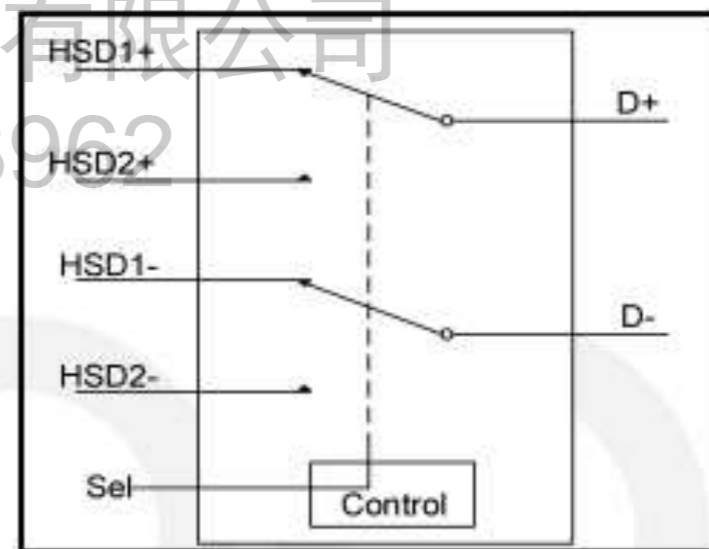 有限公司
HSD1+
D+
HSD2+
HSD1-
D-
HSD2-
Sel
Control